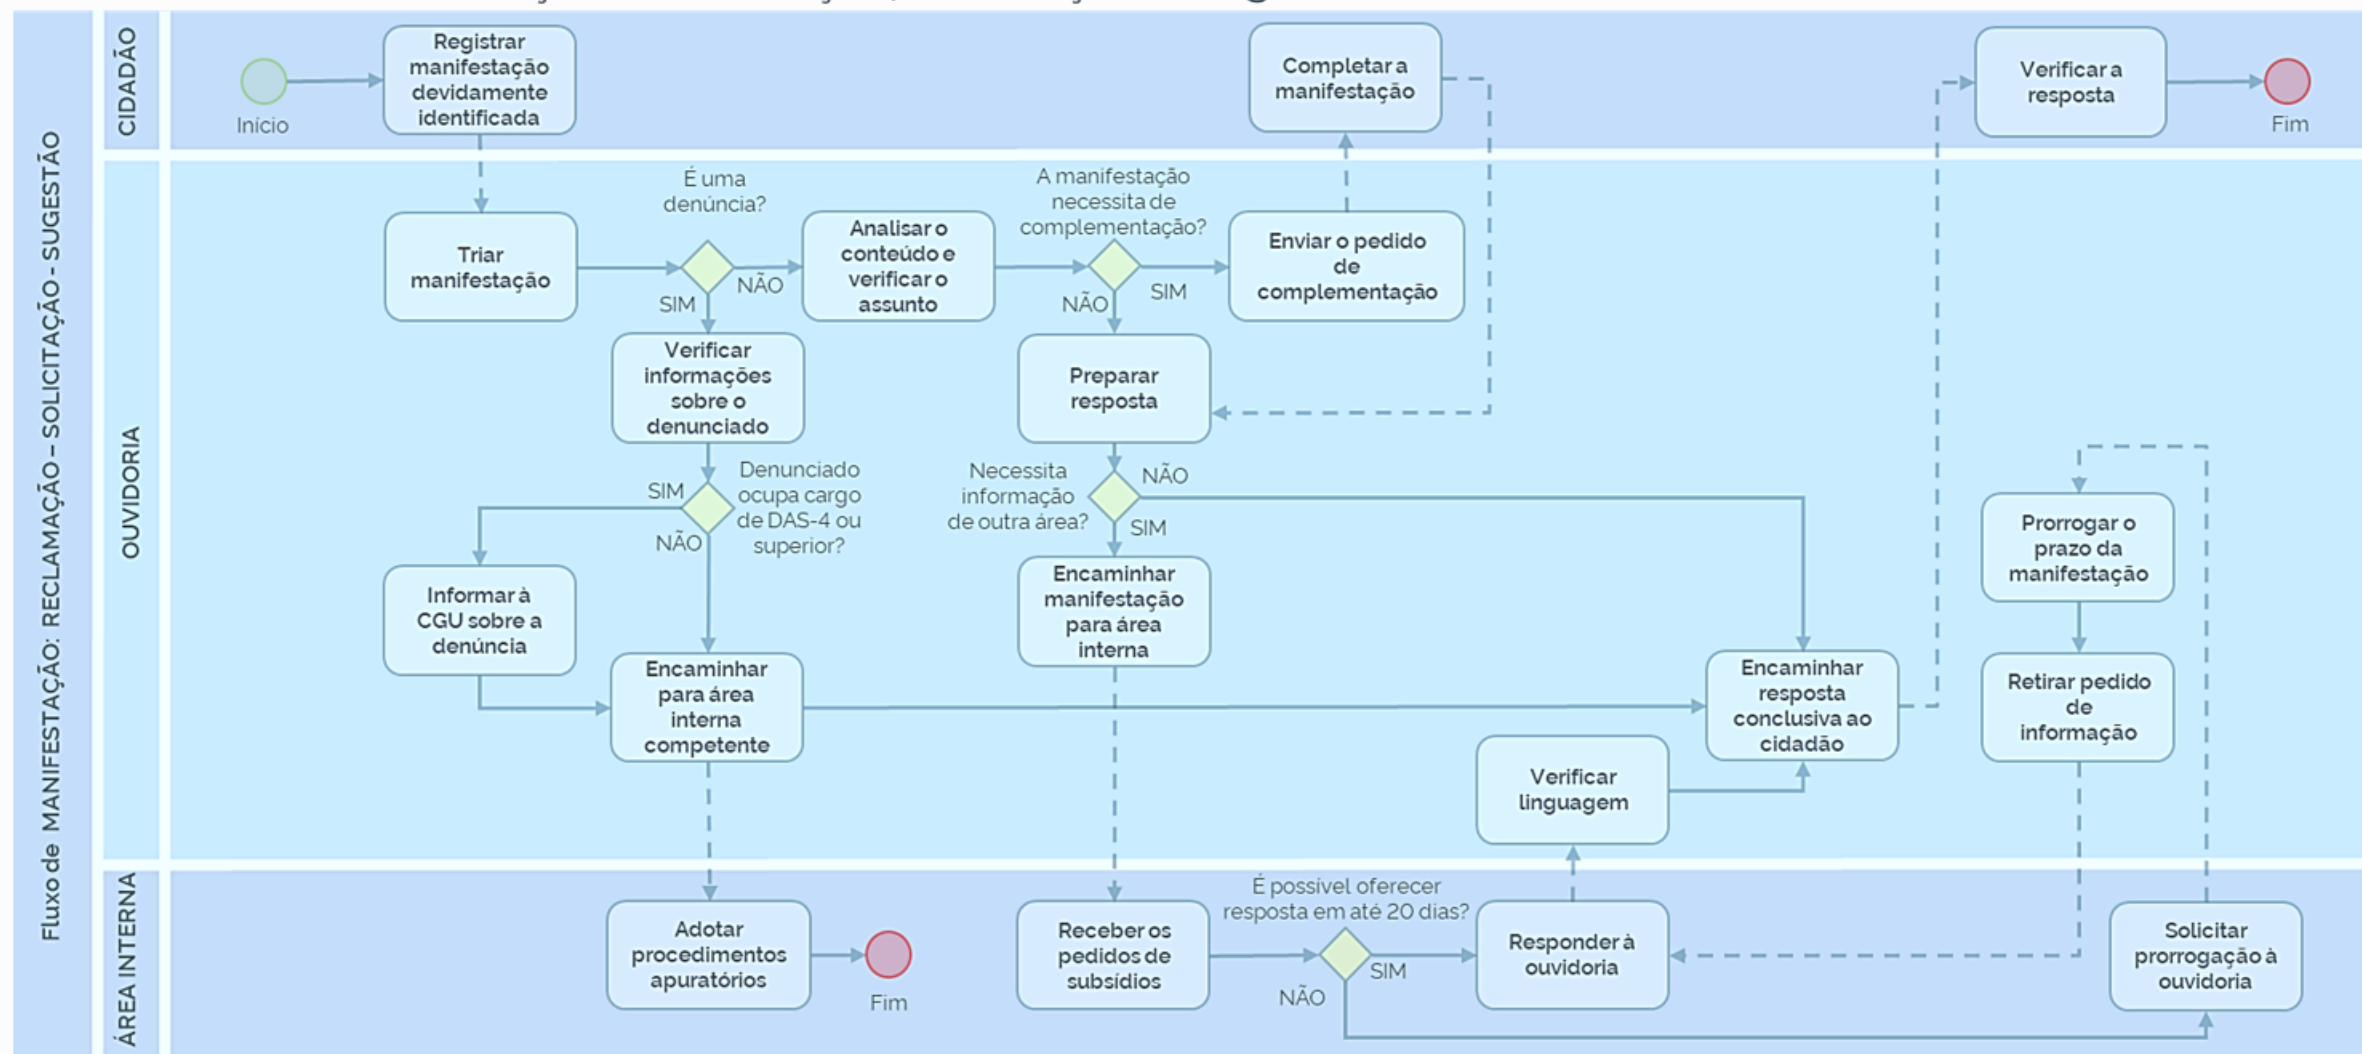 Fluxo de MANIFESTAÇÃO: RECLAMAÇÃO – SOLICITAÇÃO - SUGESTÃO
CIDADÃO
Início
Registrar
manifestação
devidamente
identificada
Completar a
manifestação
Verificar a
resposta
Fim
OUVIDORIA
Triar
manifestação
É uma
denúncia?
NÃO
SIM
Analisar o
conteúdo e
verificar o
assunto
A manifestação
necessita de
complementação?
NÃO
SIM
Enviar o pedido
de
complementação
Verificar
informações
sobre o
denunciado
Preparar
resposta
Denunciado
ocupa cargo
de DAS-4 ou
superior?
SIM
NÃO
Necessita
informação
de outra área?
NÃO
SIM
Informar à
CGU sobre a
denúncia
Encaminhar
para área
interna
competente
Encaminhar
manifestação
para área
interna
Encaminhar
resposta
conclusiva ao
cidadão
Verificar
linguagem
Prorrogar o
prazo da
manifestação
Retirar pedido
de
informação
ÁREA INTERNA
Adotar
procedimentos
apuratórios
Fim
Receber os
pedidos de
subsídios
É possível oferecer
resposta em até 20 dias?
SIM
NÃO
Responder à
ouvidoria
Solicitar
prorrogação à
ouvidoria